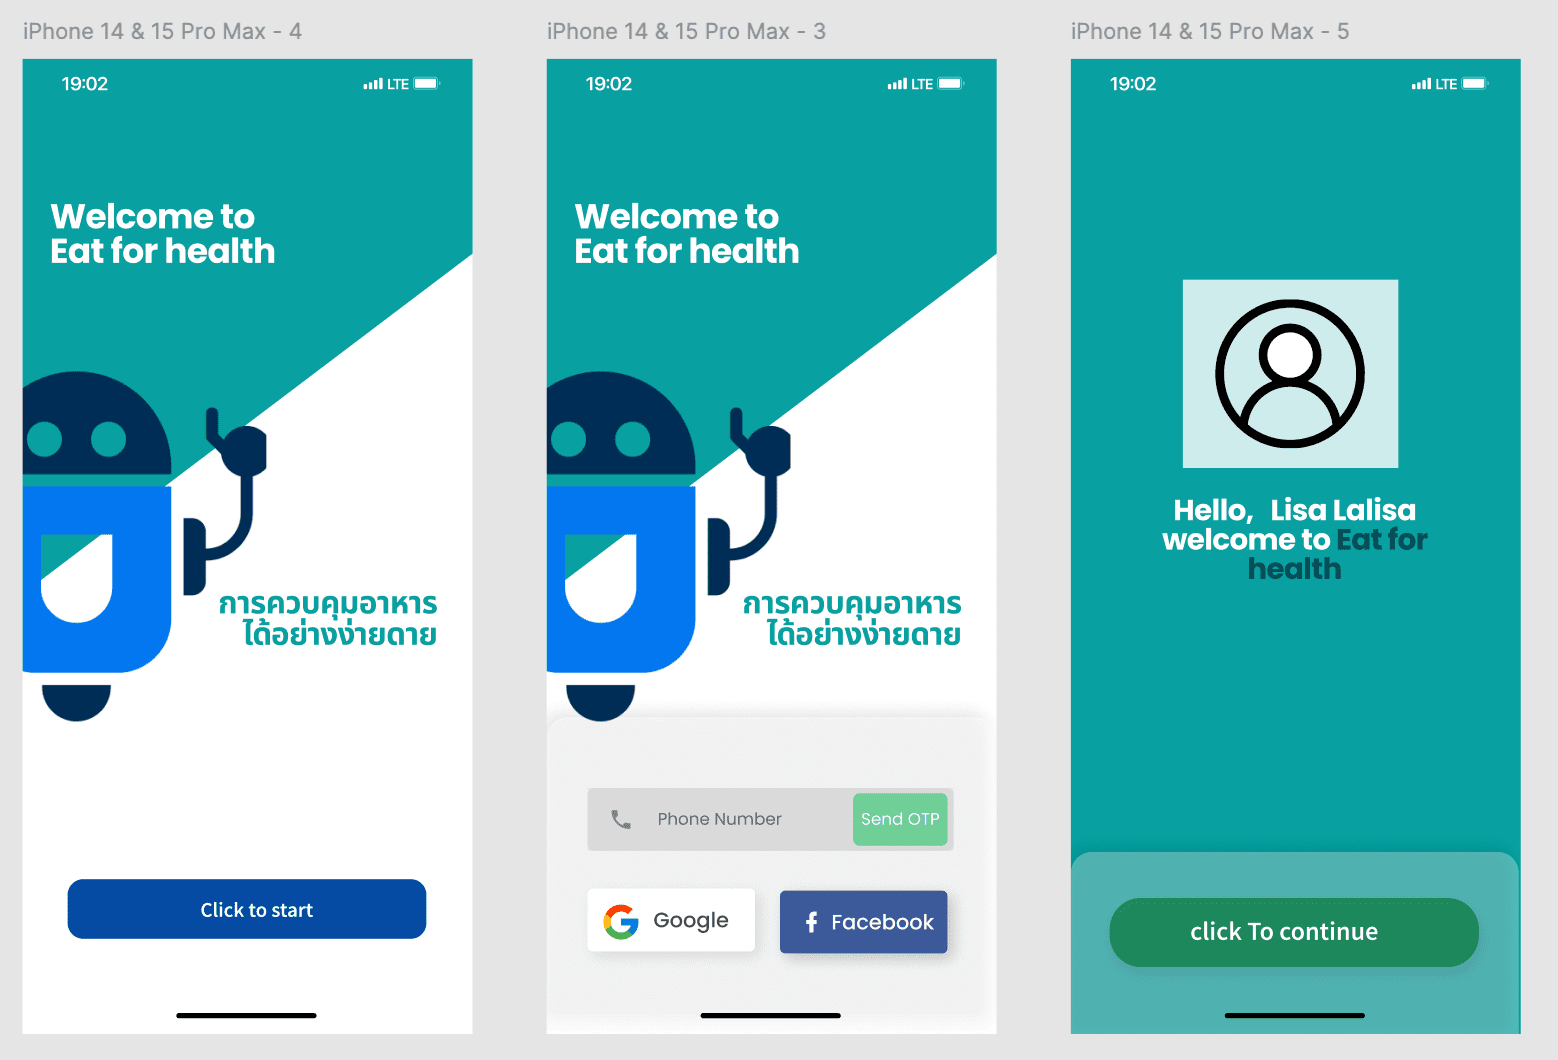 iPhone 14 & 15 Pro Max - 4
19:02
LTE
Welcome to
Eat for health
การควบคุมอาหาร
ได้อย่างง่ายดาย
Click to start
iPhone 14 & 15 Pro Max - 3
19:02
LTE
Welcome to
Eat for health
การควบคุมอาหาร
ได้อย่างง่ายดาย
Phone Number
Send OTP
Google
Facebook
iPhone 14 & 15 Pro Max - 5
19:02
LTE
Hello, Lisa Lalisa
welcome to Eat for
health
click To continue